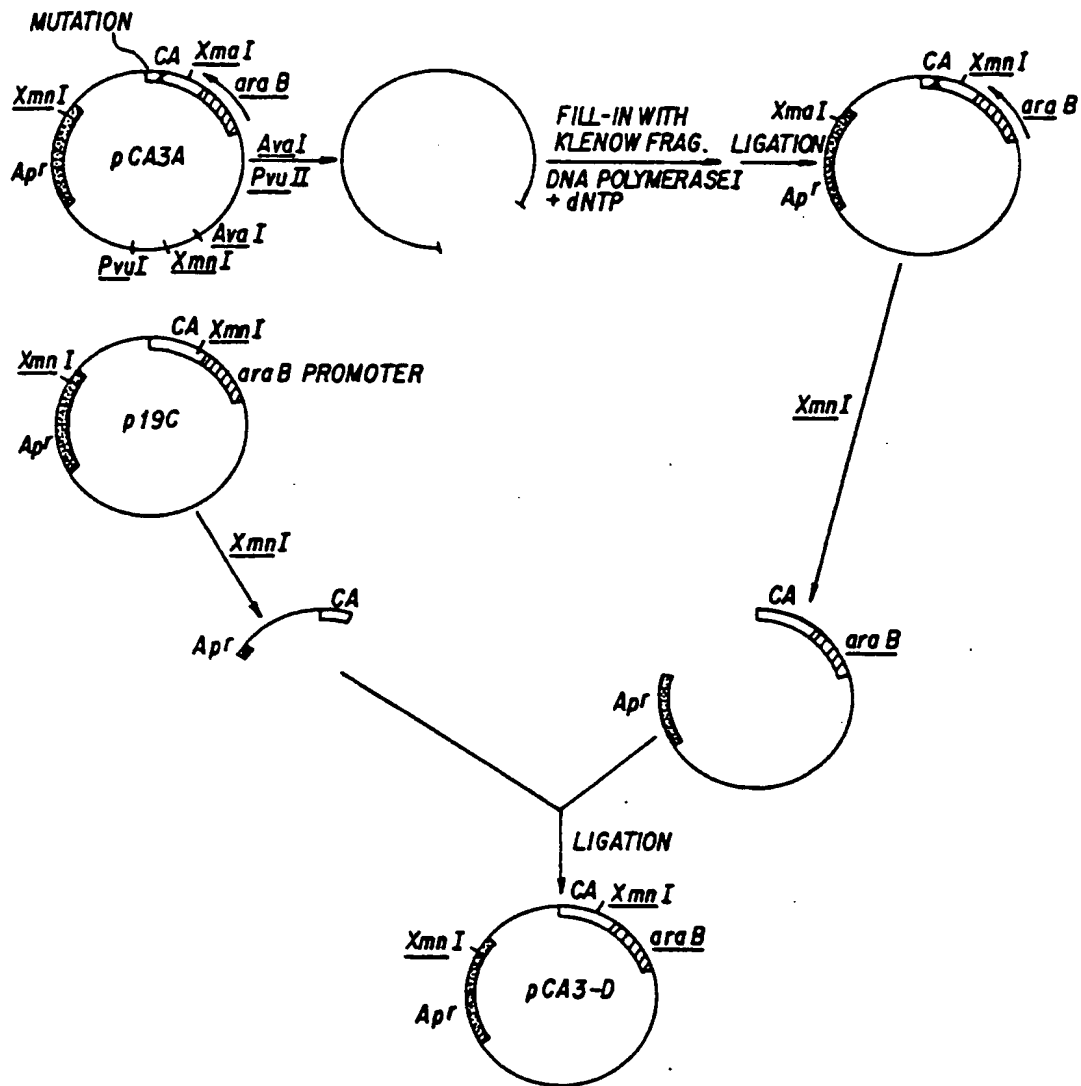 MUTATION
CA XmaI
araB
XmnI
pCA3A
Apr
AvaI
PvuI XmnI
AvaI
PvuII
FILL-IN WITH
KLENOW FRAG.
DNA POLYMERASEI
+ dNTP
LIGATION
CA XmnI
araB
XmaI
Apr
CA XmnI
XmnI
araB PROMOTER
p19C
Apr
XmnI
XmnI
CA
Apr
CA
araB
Apr
LIGATION
CA XmnI
XmnI
araB
pCA3-D
Apr